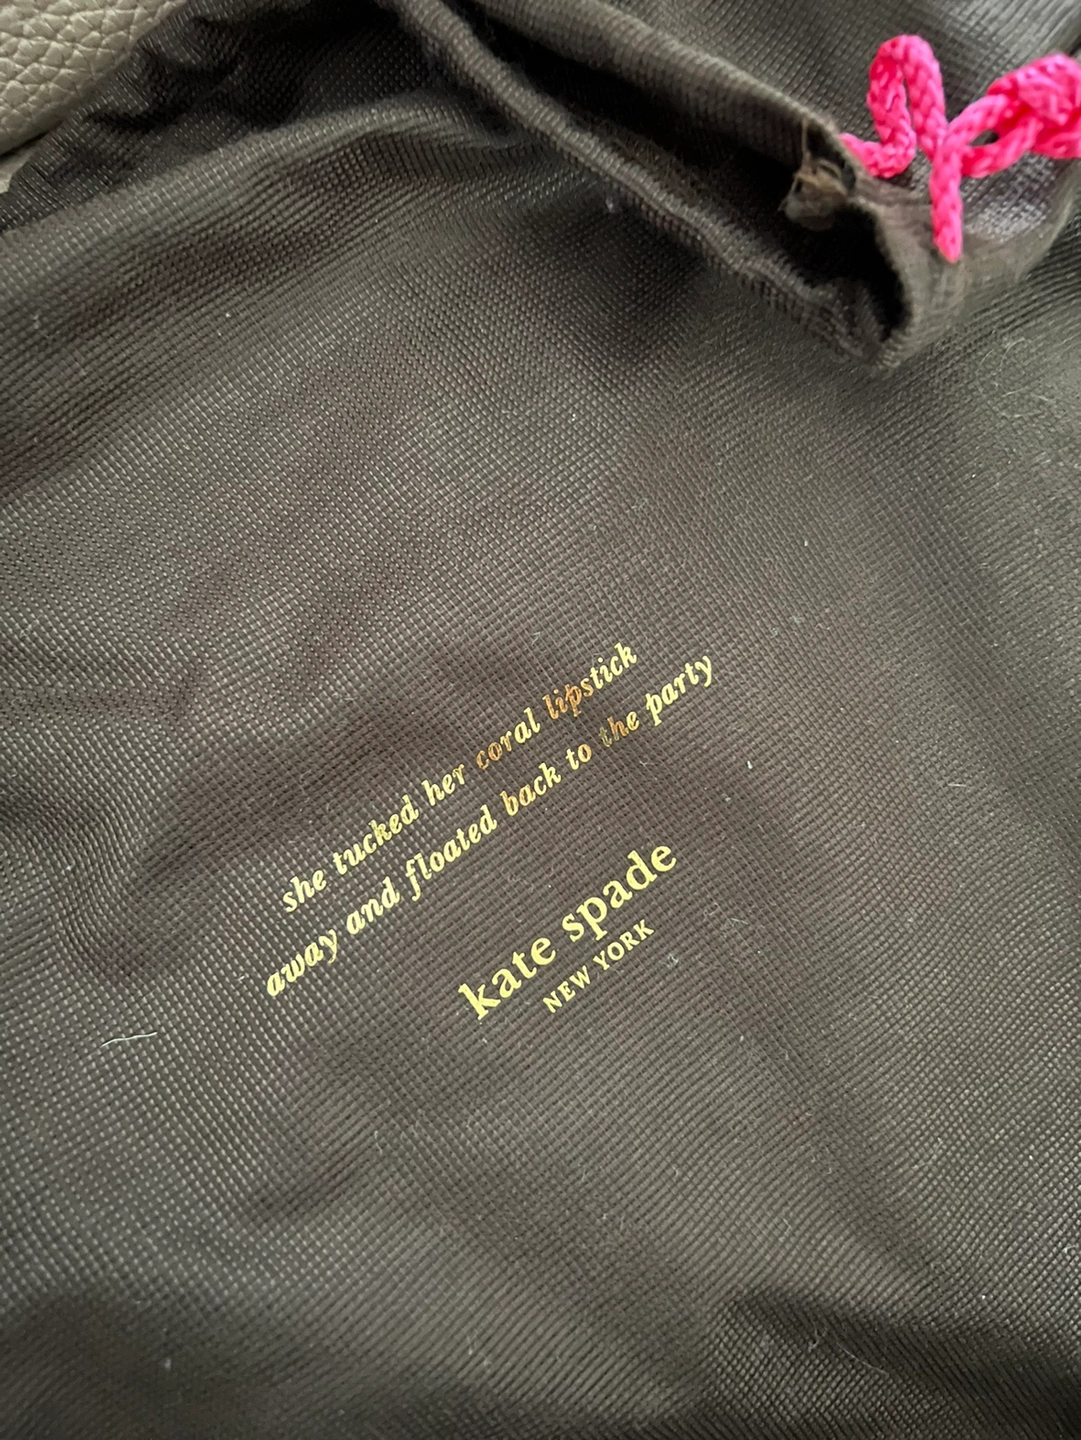 she tucked her coral lipstick
away and floated back to the party
kate spade
NEW YORK